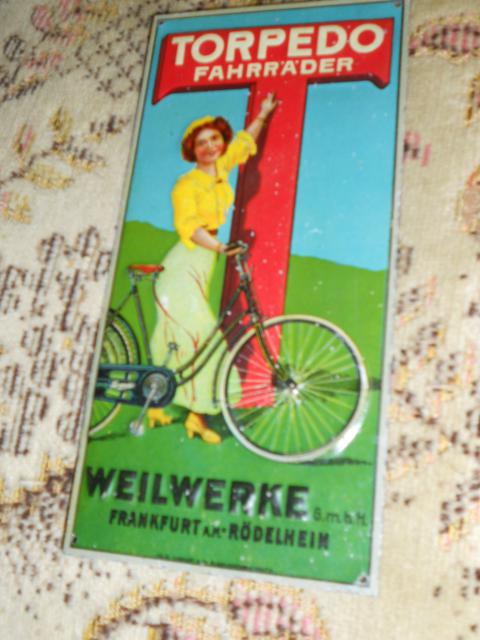 TORPEDO
FAHRRÄDER
WEILWERKE G.m.b.H.
FRANKFURT A.M.-RÖDELHEIM